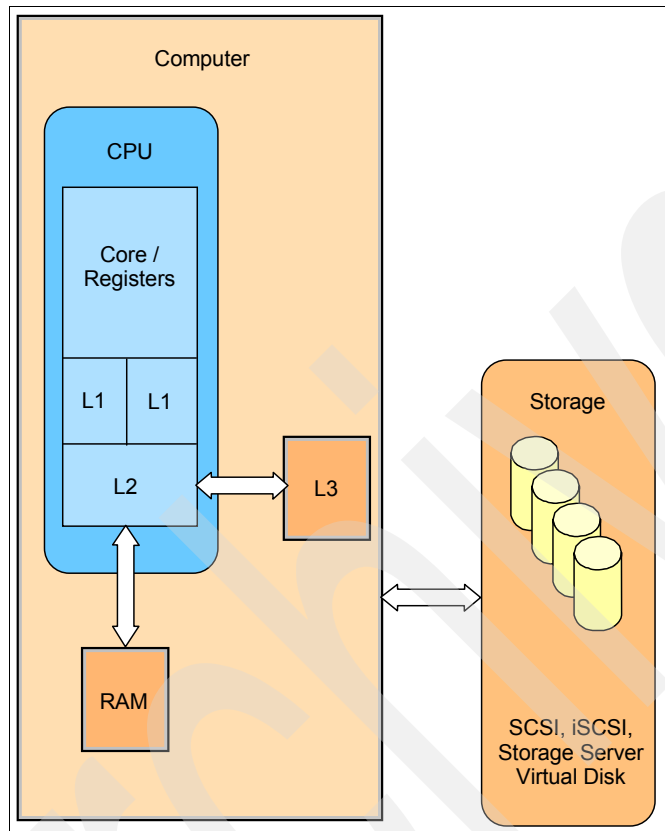 Computer
CPU
Core /
Registers
L1
L1
L2
L3
RAM
Storage
SCSI, iSCSI,
Storage Server
Virtual Disk